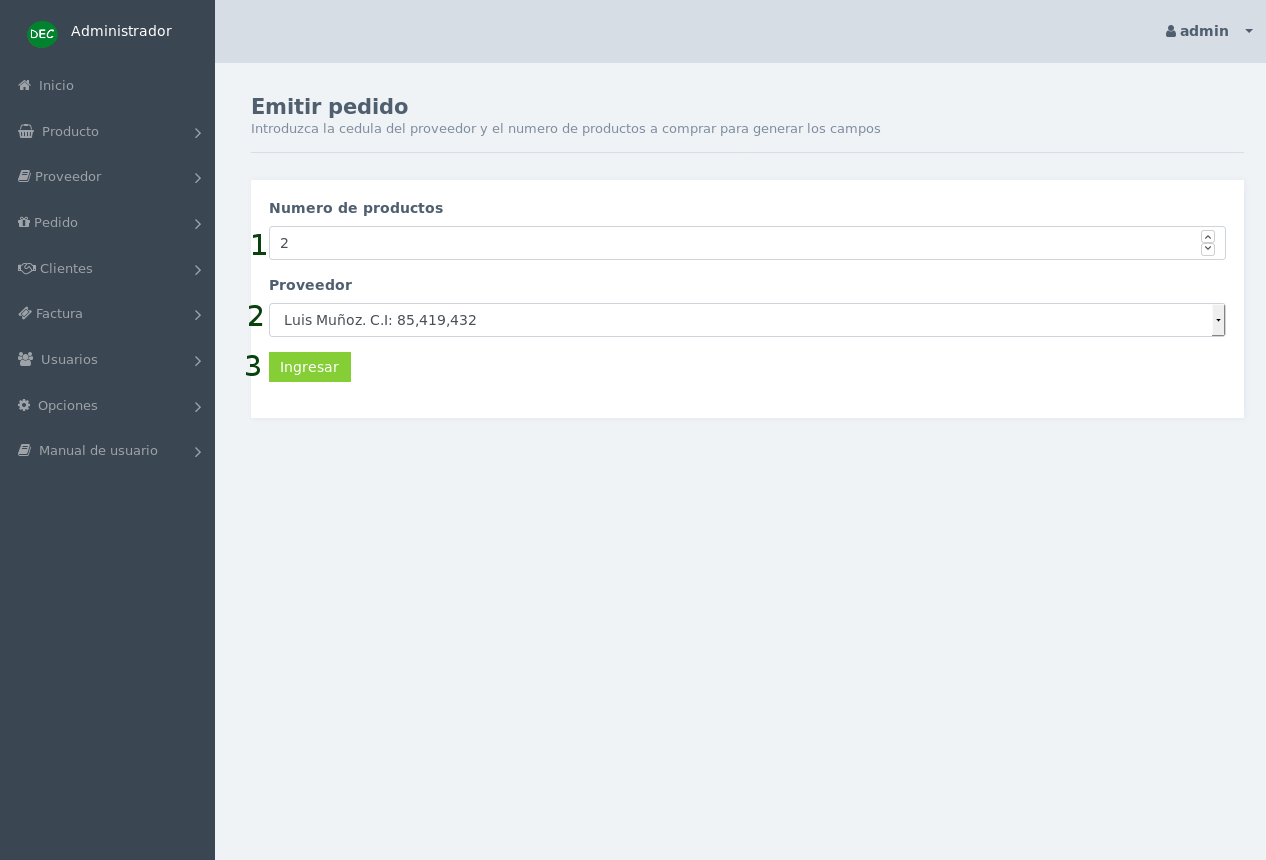 DEC Administrador
admin
Inicio
Producto
Proveedor
Pedido
Clientes
Factura
Usuarios
Opciones
Manual de usuario
Emitir pedido
Introduzca la cedula del proveedor y el numero de productos a comprar para generar los campos
Numero de productos
1 2
Proveedor
2 Luis Muñoz. C.I: 85,419,432
3 Ingresar